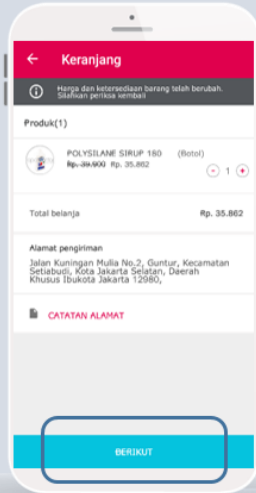 Keranjang
Harga dan ketersediaan barang telah berubah.
Silahkan periksa kembali
Produk(1)
POLYSILANE SIRUP 180 (Botol)
Rp. 39.900 Rp. 35.862
1
Total belanja Rp. 35.862
Alamat pengiriman
Jalan Kuningan Mulia No.2, Guntur, Kecamatan
Setiabudi, Kota Jakarta Selatan, Daerah
Khusus Ibukota Jakarta 12980,
CATATAN ALAMAT
BERIKUT